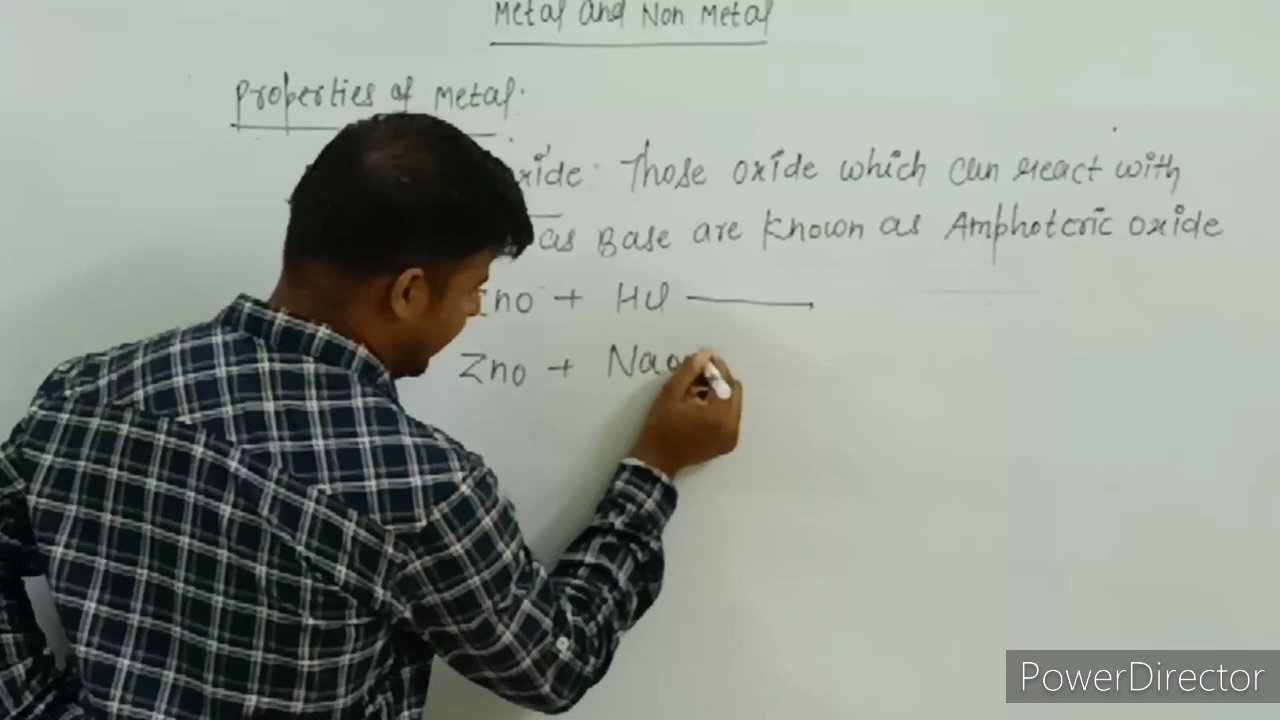 Metal and Non Metal
Properties of Metal:
oxide: Those oxide which can react with
as Base are known as Amphoteric oxide
ZnO + HCl
ZnO + Nao
PowerDirector